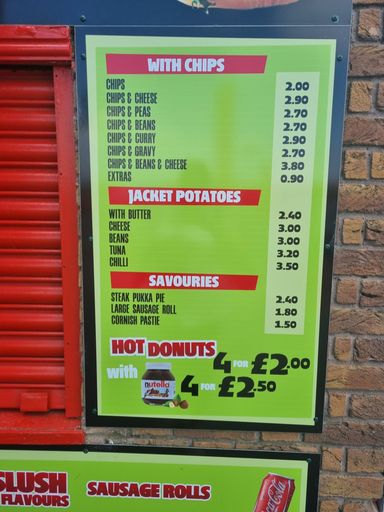 WITH CHIPS
CHIPS 2.00
CHIPS & CHEESE 2.90
CHIPS & PEAS 2.70
CHIPS & BEANS 2.70
CHIPS & CURRY 2.90
CHIPS & GRAVY 2.70
CHIPS & BEANS & CHEESE 3.80
EXTRAS 0.90
JACKET POTATOES
WITH BUTTER 2.40
CHEESE 3.00
BEANS 3.00
TUNA 3.20
CHILLI 3.50
SAVOURIES
STEAK PUKKA PIE 2.40
LARGE SAUSAGE ROLL 1.80
CORNISH PASTIE 1.50
HOT DONUTS 4 FOR £2.00
with nutella 4 FOR £2.50
SLUSH
FLAVOURS
SAUSAGE ROLLS
Coca-Cola